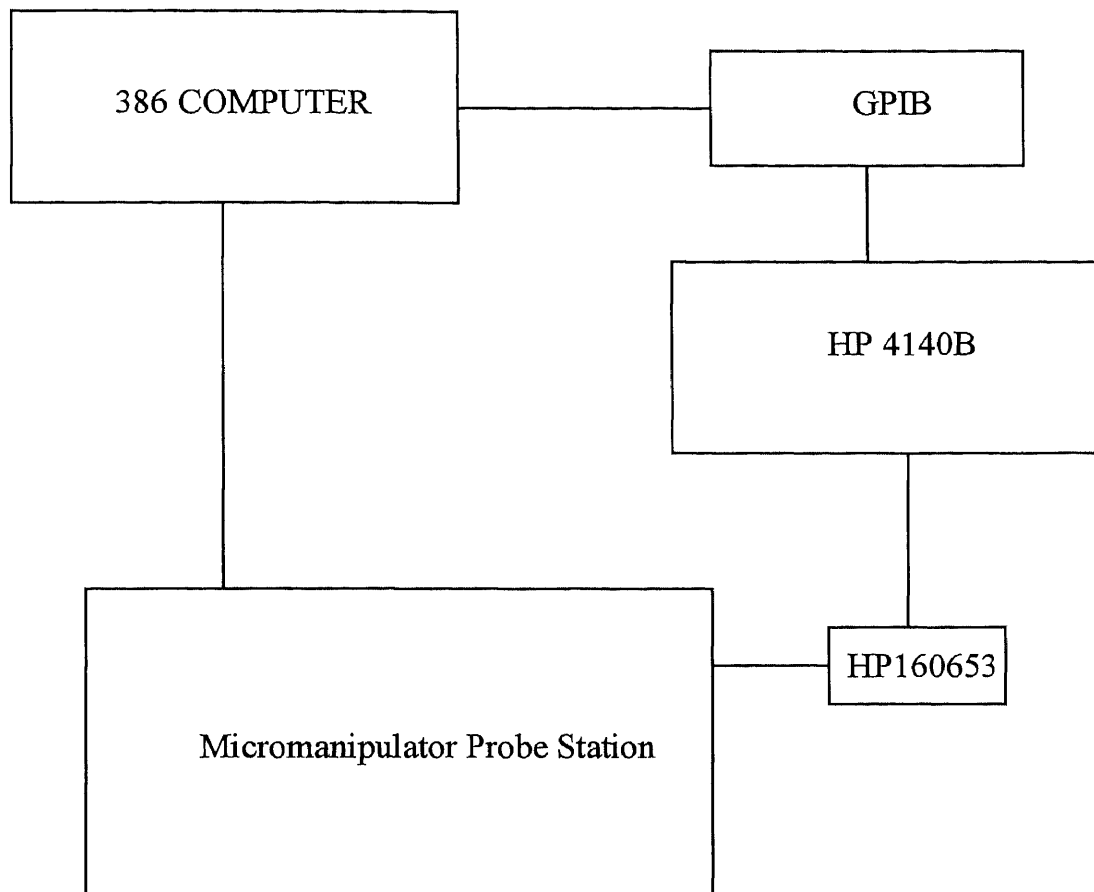 386 COMPUTER
GPIB
HP 4140B
HP160653
Micromanipulator Probe Station